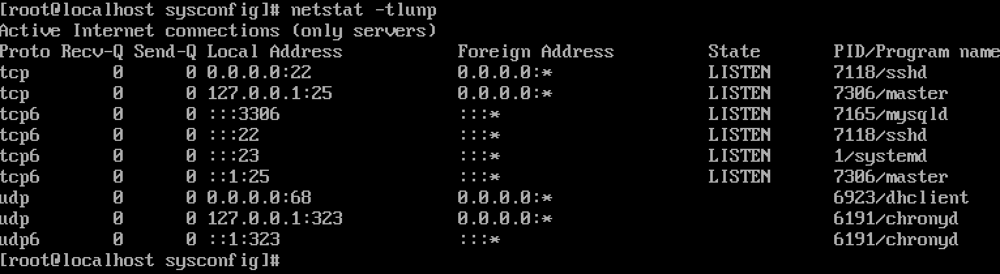 [root@localhost sysconfig]# netstat -tlunp
Active Internet connections (only servers)
Proto Recv-Q Send-Q Local Address           Foreign Address         State       PID/Program name
tcp        0      0 0.0.0.0:22              0.0.0.0:*               LISTEN      7118/sshd
tcp        0      0 127.0.0.1:25            0.0.0.0:*               LISTEN      7306/master
tcp6       0      0 :::3306                 :::*                    LISTEN      7165/mysqld
tcp6       0      0 :::22                   :::*                    LISTEN      7118/sshd
tcp6       0      0 :::23                   :::*                    LISTEN      1/systemd
tcp6       0      0 ::1:25                  :::*                    LISTEN      7306/master
udp        0      0 0.0.0.0:68              0.0.0.0:*                           6923/dhclient
udp        0      0 127.0.0.1:323           0.0.0.0:*                           6191/chronyd
udp6       0      0 ::1:323                 :::*                                6191/chronyd
[root@localhost sysconfig]#